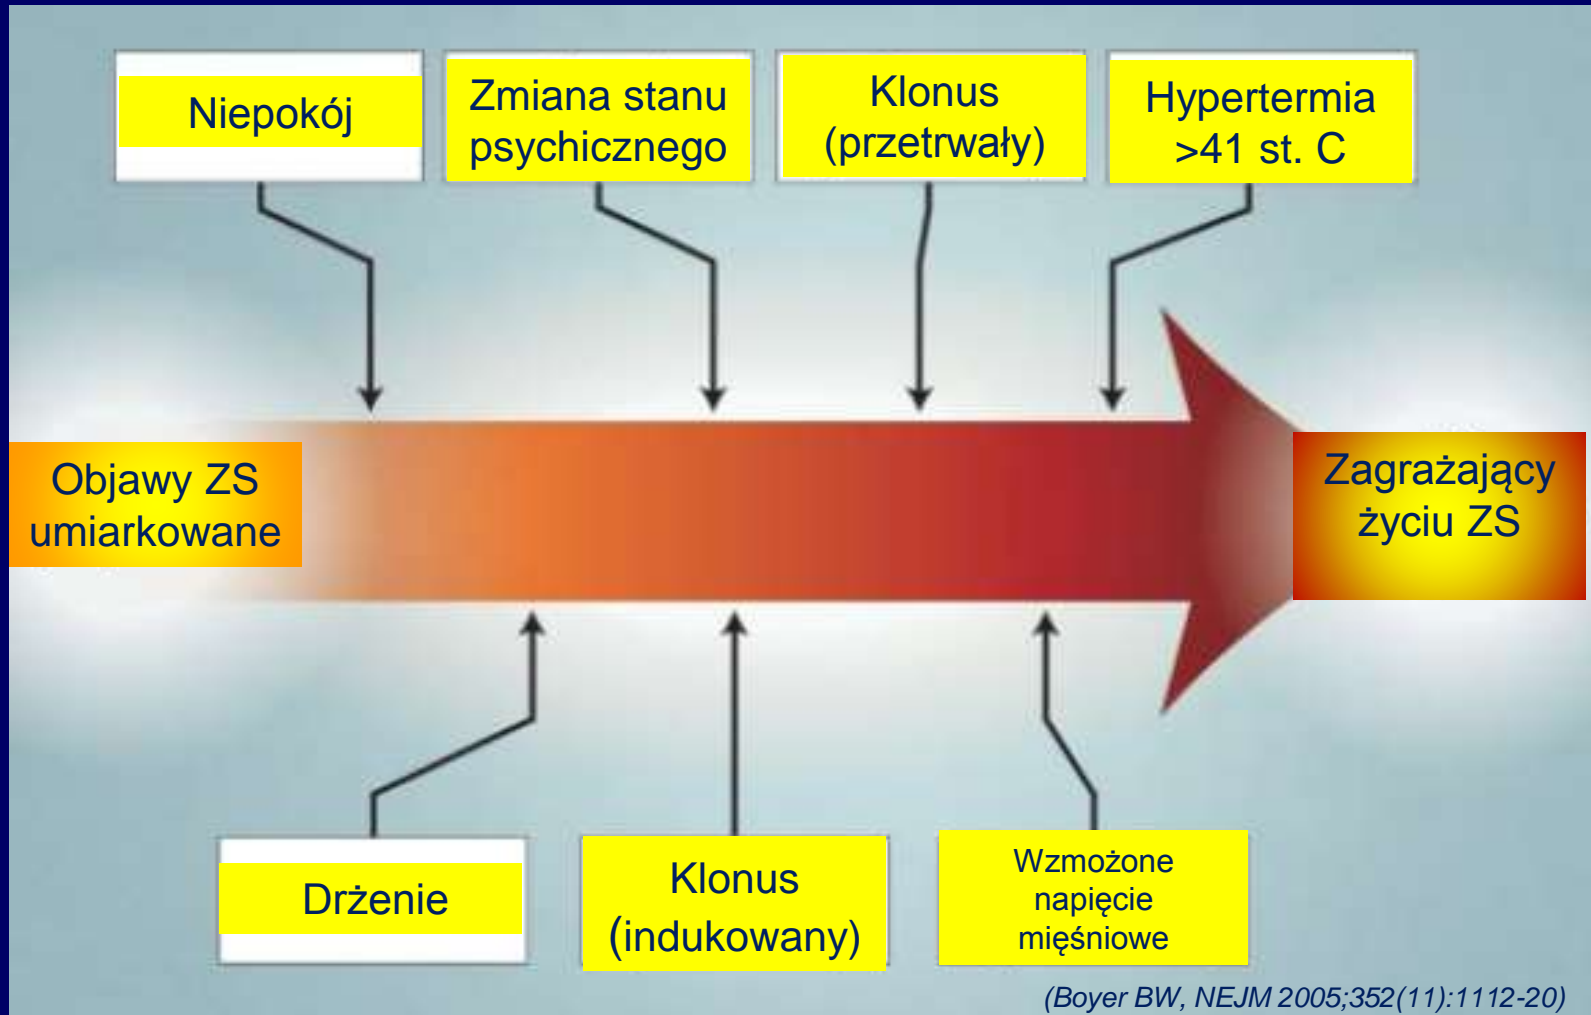 Niepokój
Zmiana stanu
psychicznego
Klonus
(przetrwały)
Hypertermia
>41 st. C
Objawy ZS
umiarkowane
Zagrażający
życiu ZS
Drżenie
Klonus
(indukowany)
Wzmożone
napięcie
mięśniowe
(Boyer BW, NEJM 2005;352(11):1112-20)